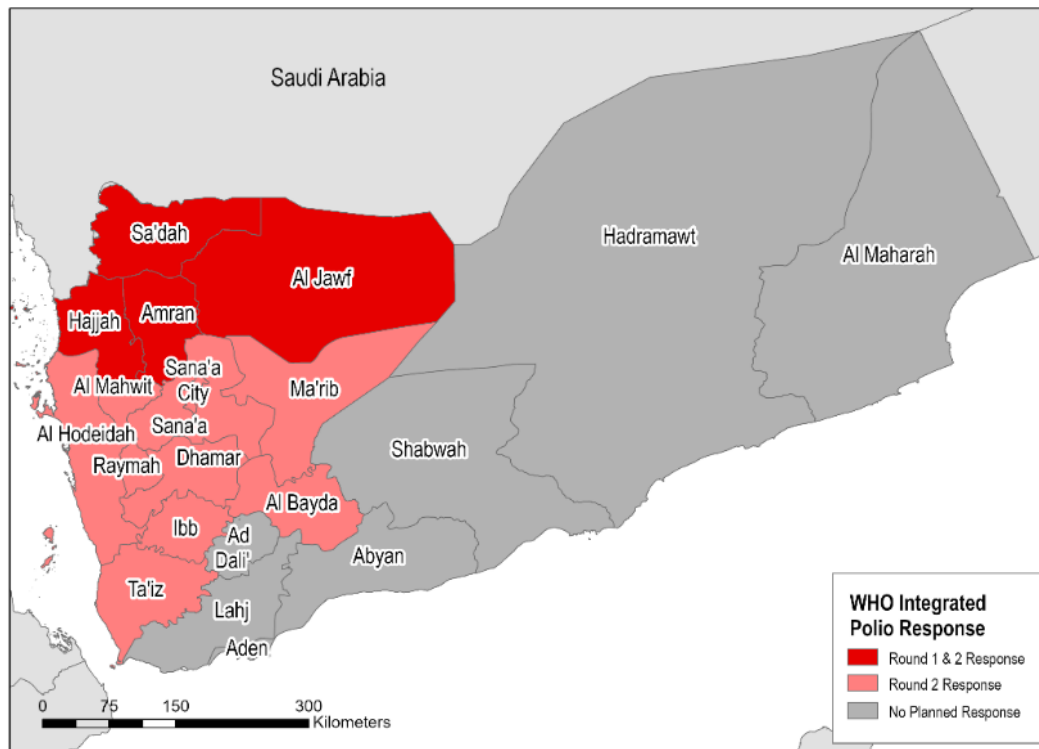 Saudi Arabia
Sa'dah
Hadramawt
Al Maharah
Al Jawf
Hajjah
Amran
Sana'a
City
Al Mahwit
Ma'rib
Al Hodeidah
Sana'a
Shabwah
Raymah
Dhamar
Al Bayda
Ibb
Ad
Dali'
Abyan
Ta'iz
Lahj
Aden
WHO Integrated
Polio Response
Round 1 & 2 Response
Round 2 Response
No Planned Response
0 75 150 300
Kilometers